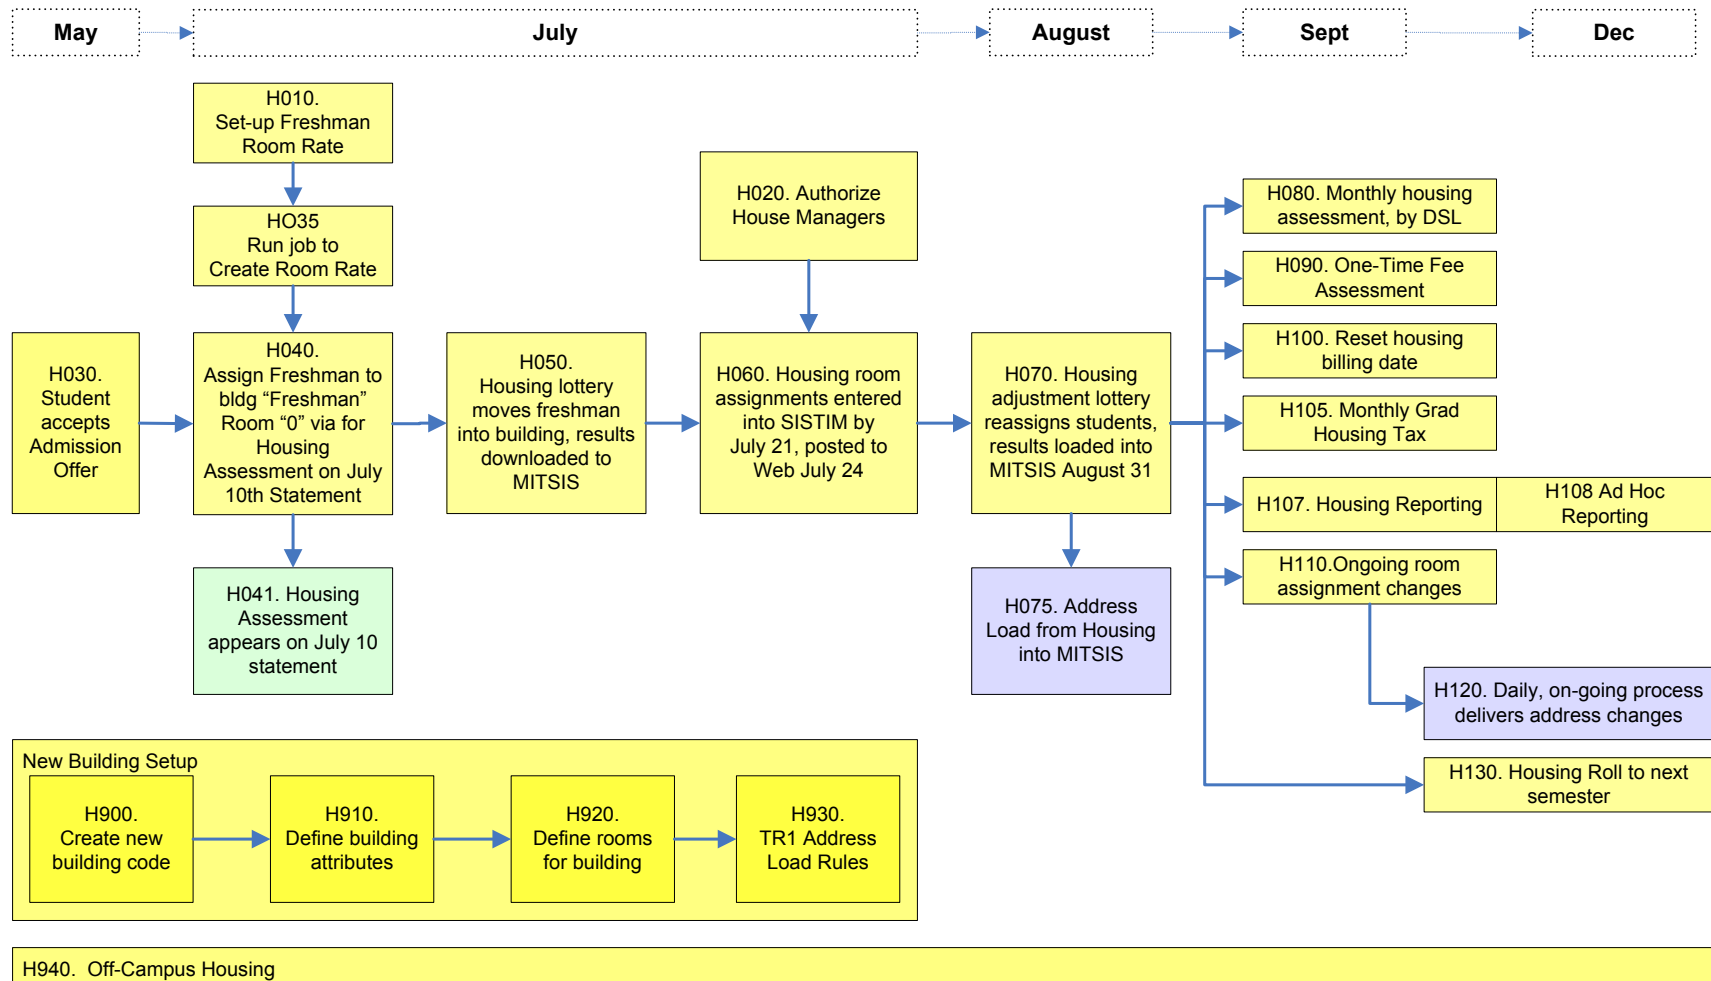 May
July
August
Sept
Dec
H010.
Set-up Freshman
Room Rate
HO35
Run job to
Create Room Rate
H020. Authorize
House Managers
H030.
Student
accepts
Admission
Offer
H040.
Assign Freshman to
bldg “Freshman”
Room “0” via for
Housing
Assessment on July
10th Statement
H050.
Housing lottery
moves freshman
into building, results
downloaded to
MITSIS
H060. Housing room
assignments entered
into SISTIM by
July 21, posted to
Web July 24
H070. Housing
adjustment lottery
reassigns students,
results loaded into
MITSIS August 31
H080. Monthly housing
assessment, by DSL
H090. One-Time Fee
Assessment
H100. Reset housing
billing date
H105. Monthly Grad
Housing Tax
H107. Housing Reporting
H108 Ad Hoc
Reporting
H110.Ongoing room
assignment changes
H041. Housing
Assessment
appears on July 10
statement
H075. Address
Load from Housing
into MITSIS
H120. Daily, on-going process
delivers address changes
H130. Housing Roll to next
semester
New Building Setup
H900.
Create new
building code
H910.
Define building
attributes
H920.
Define rooms
for building
H930.
TR1 Address
Load Rules
H940. Off-Campus Housing